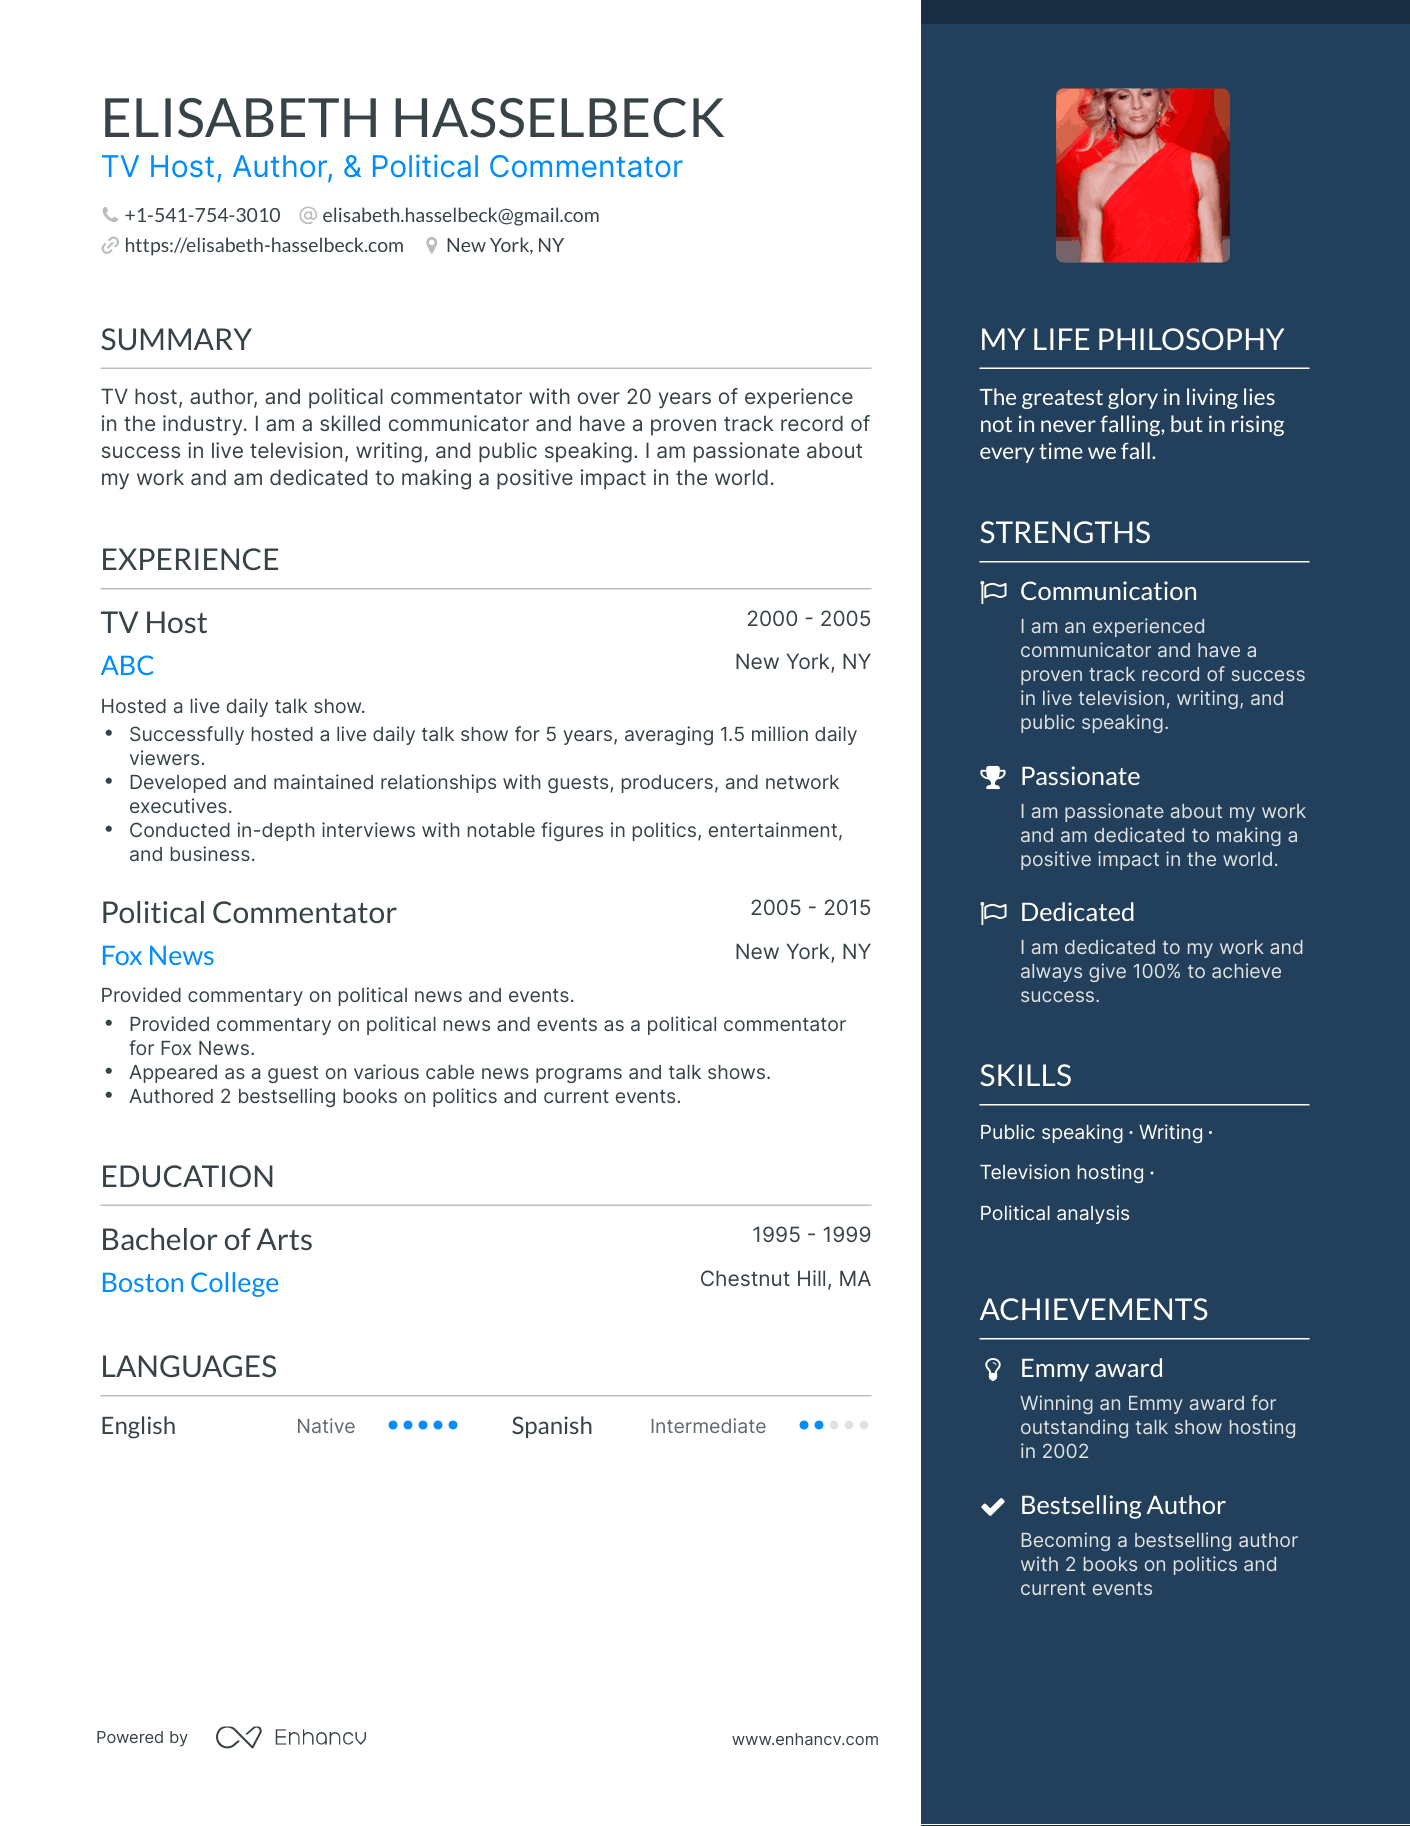 ELISABETH HASSELBECK
TV Host, Author, & Political Commentator
+1-541-754-3010 @ elisabeth.hasselbeck@gmail.com
https://elisabeth-hasselbeck.com New York, NY
SUMMARY
TV host, author, and political commentator with over 20 years of experience
in the industry. I am a skilled communicator and have a proven track record of
success in live television, writing, and public speaking. I am passionate about
my work and am dedicated to making a positive impact in the world.
EXPERIENCE
TV Host 2000 - 2005
ABC New York, NY
Hosted a live daily talk show.
• Successfully hosted a live daily talk show for 5 years, averaging 1.5 million daily
viewers.
• Developed and maintained relationships with guests, producers, and network
executives.
• Conducted in-depth interviews with notable figures in politics, entertainment,
and business.
Political Commentator 2005 - 2015
Fox News New York, NY
Provided commentary on political news and events.
• Provided commentary on political news and events as a political commentator
for Fox News.
• Appeared as a guest on various cable news programs and talk shows.
• Authored 2 bestselling books on politics and current events.
EDUCATION
Bachelor of Arts 1995 - 1999
Boston College Chestnut Hill, MA
LANGUAGES
English Native Spanish Intermediate
Powered by Enhancv www.enhancv.com
MY LIFE PHILOSOPHY
The greatest glory in living lies
not in never falling, but in rising
every time we fall.
STRENGTHS
Communication
I am an experienced
communicator and have a
proven track record of success
in live television, writing, and
public speaking.
Passionate
I am passionate about my work
and am dedicated to making a
positive impact in the world.
Dedicated
I am dedicated to my work and
always give 100% to achieve
success.
SKILLS
Public speaking · Writing ·
Television hosting ·
Political analysis
ACHIEVEMENTS
Emmy award
Winning an Emmy award for
outstanding talk show hosting
in 2002
Bestselling Author
Becoming a bestselling author
with 2 books on politics and
current events